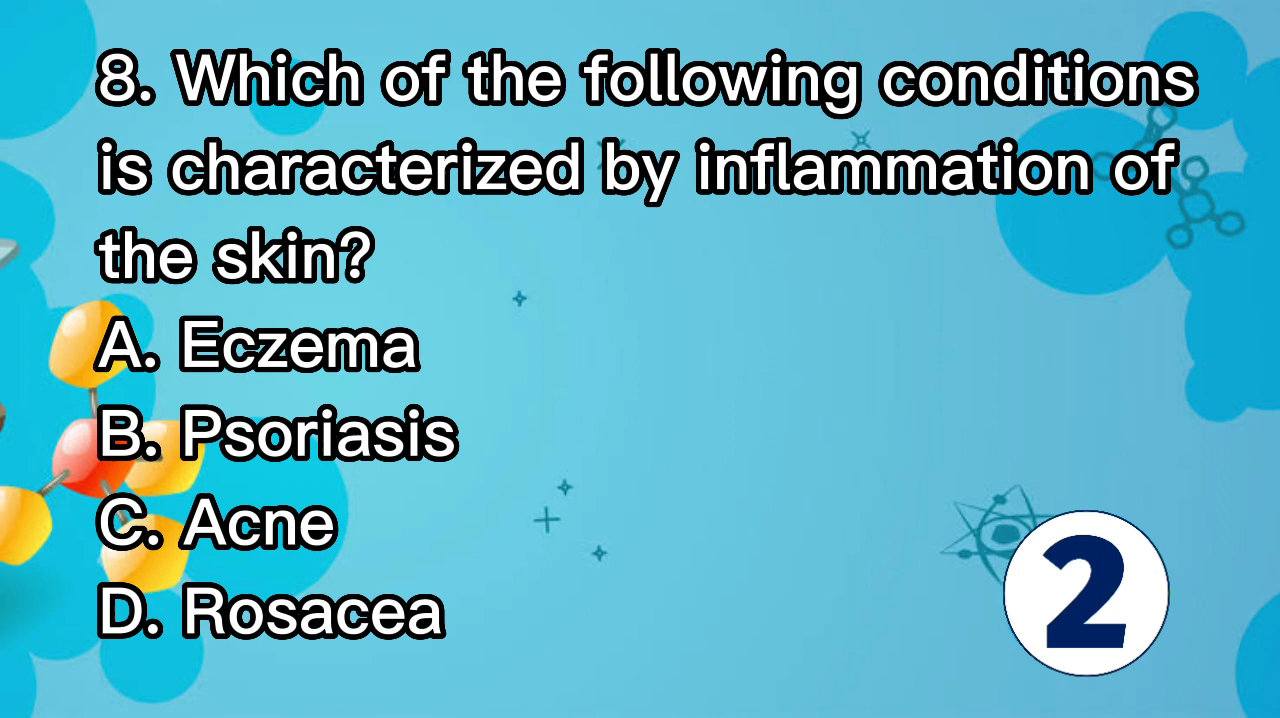 8. Which of the following conditions
is characterized by inflammation of
the skin?
A. Eczema
B. Psoriasis
C. Acne
D. Rosacea
2